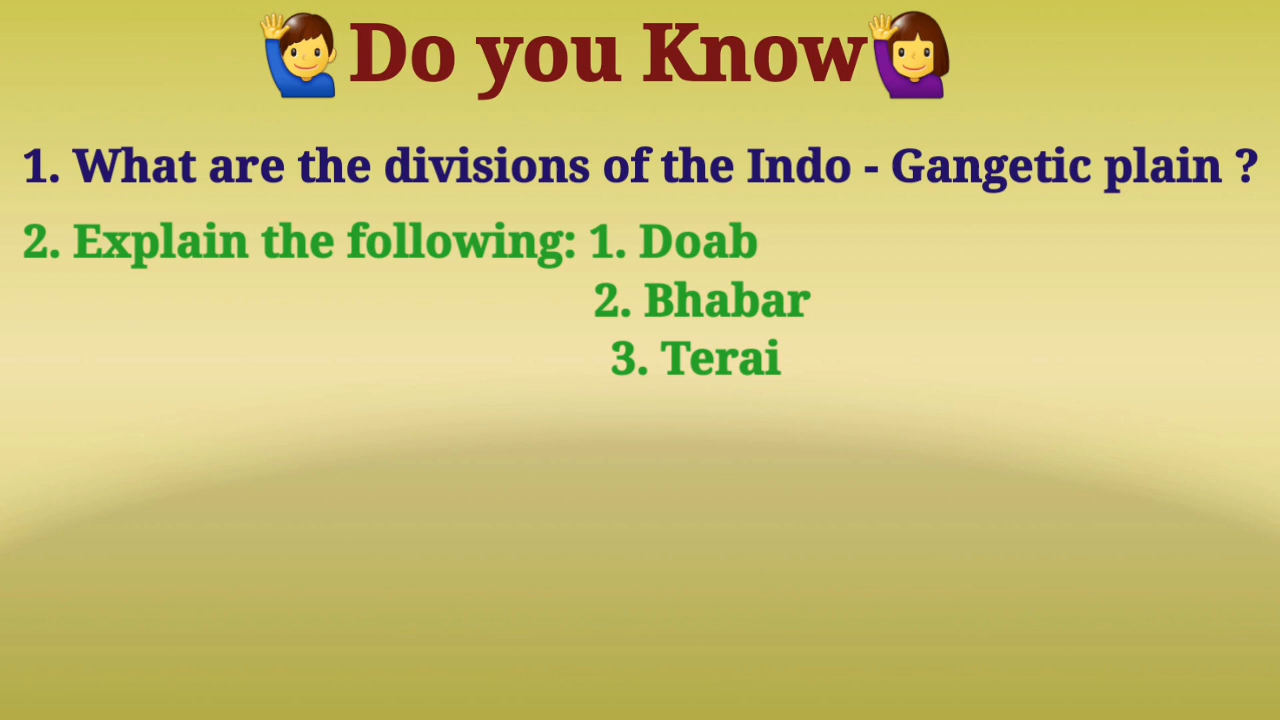 🙋‍♂️Do you Know🙋‍♀️
1. What are the divisions of the Indo - Gangetic plain ?
2. Explain the following: 1. Doab
2. Bhabar
3. Terai